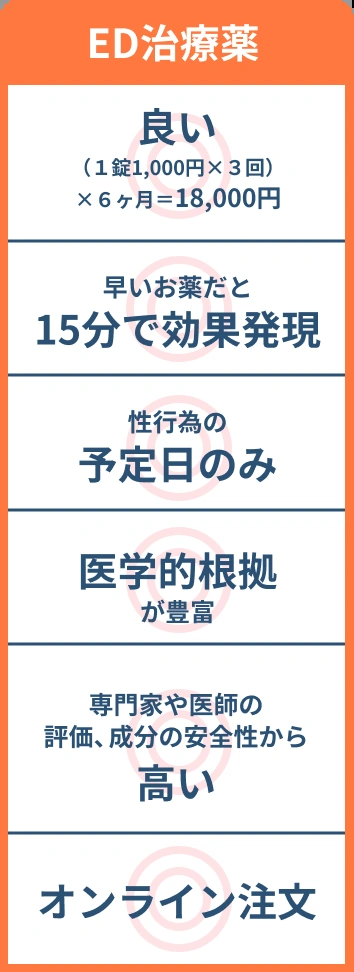 ED治療薬
良い
（１錠1,000円×３回）
×６ヶ月＝18,000円
早いお薬だと
15分で効果発現
性行為の
予定日のみ
医学的根拠
が豊富
専門家や医師の
評価、成分の安全性から
高い
オンライン注文